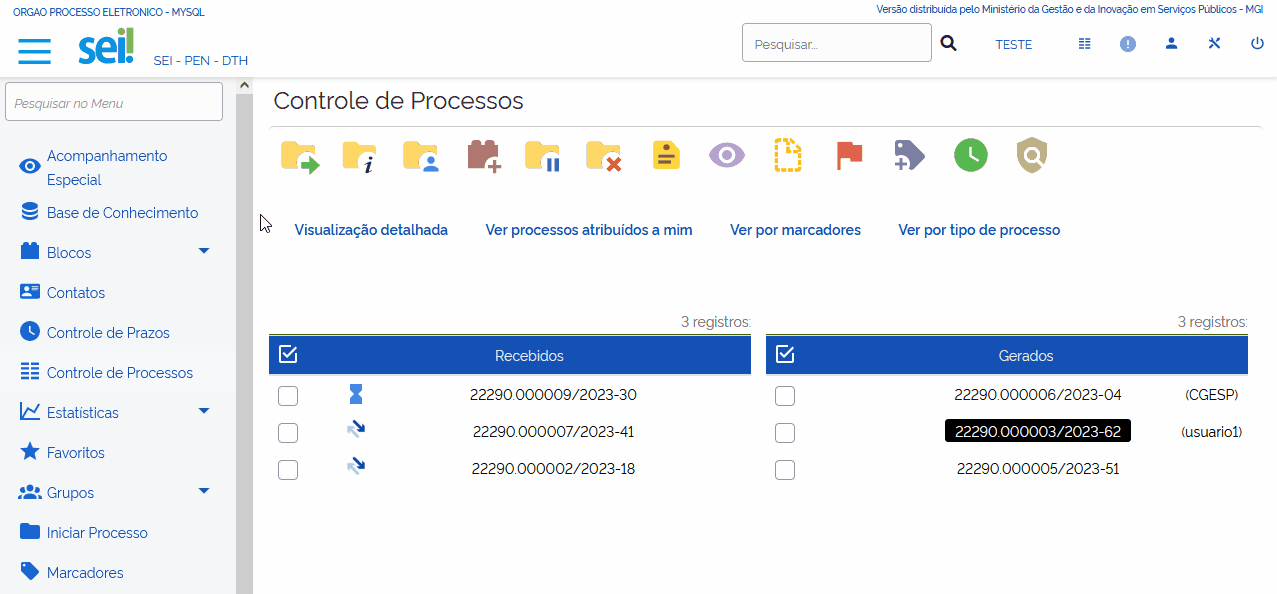 ORGAO PROCESSO ELETRONICO - MYSQL
Versão distribuída pelo Ministério da Gestão e da Inovação em Serviços Públicos - MGI
sei!
SEI - PEN - DTH
Pesquisar...
TESTE
Pesquisar no Menu
Acompanhamento
Especial
Base de Conhecimento
Blocos
Contatos
Controle de Prazos
Controle de Processos
Estatísticas
Favoritos
Grupos
Iniciar Processo
Marcadores
Controle de Processos
Visualização detalhada
Ver processos atribuídos a mim
Ver por marcadores
Ver por tipo de processo
3 registros:
Recebidos
22290.000009/2023-30
22290.000007/2023-41
22290.000002/2023-18
3 registros:
Gerados
22290.000006/2023-04 (CGESP)
22290.000003/2023-62 (usuario1)
22290.000005/2023-51